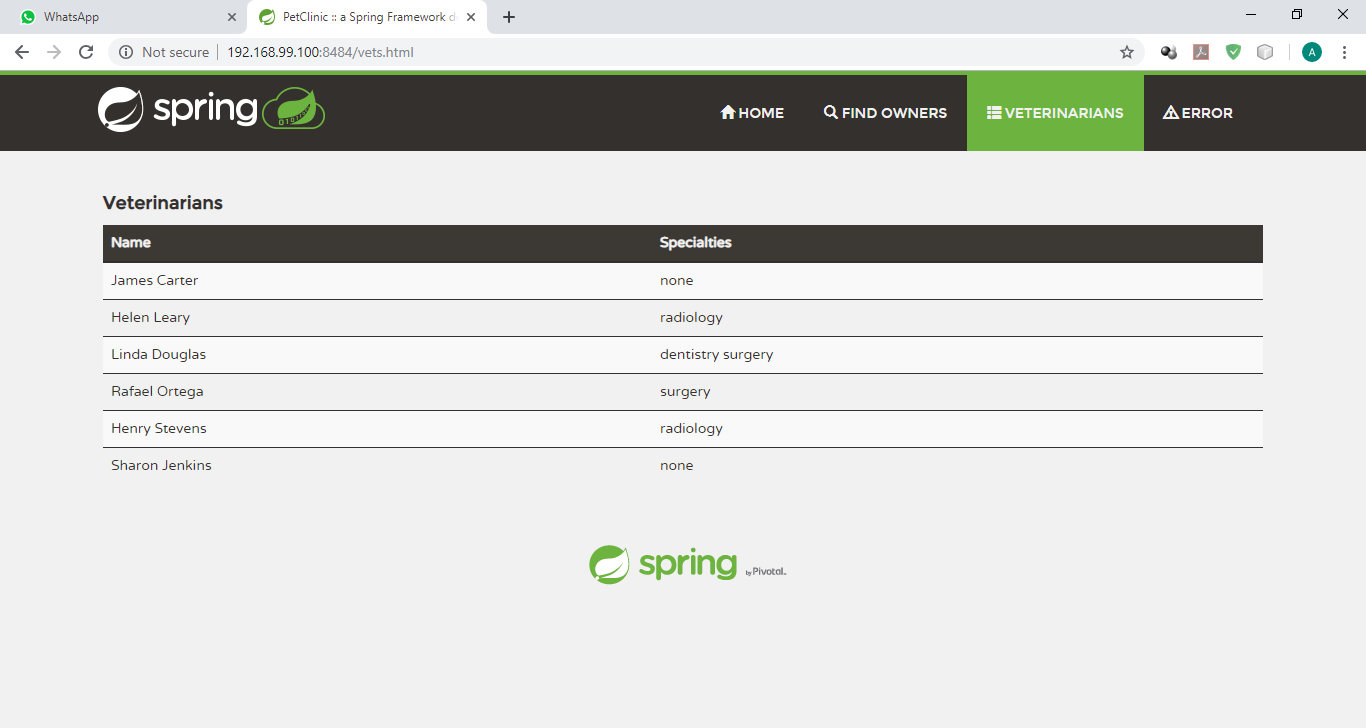 WhatsApp PetClinic :: a Spring Framework d
Not secure 192.168.99.100:8484/vets.html A
spring HOME FIND OWNERS VETERINARIANS ERROR
Veterinarians
Name Specialties
James Carter none
Helen Leary radiology
Linda Douglas dentistry surgery
Rafael Ortega surgery
Henry Stevens radiology
Sharon Jenkins none
spring by Pivotal